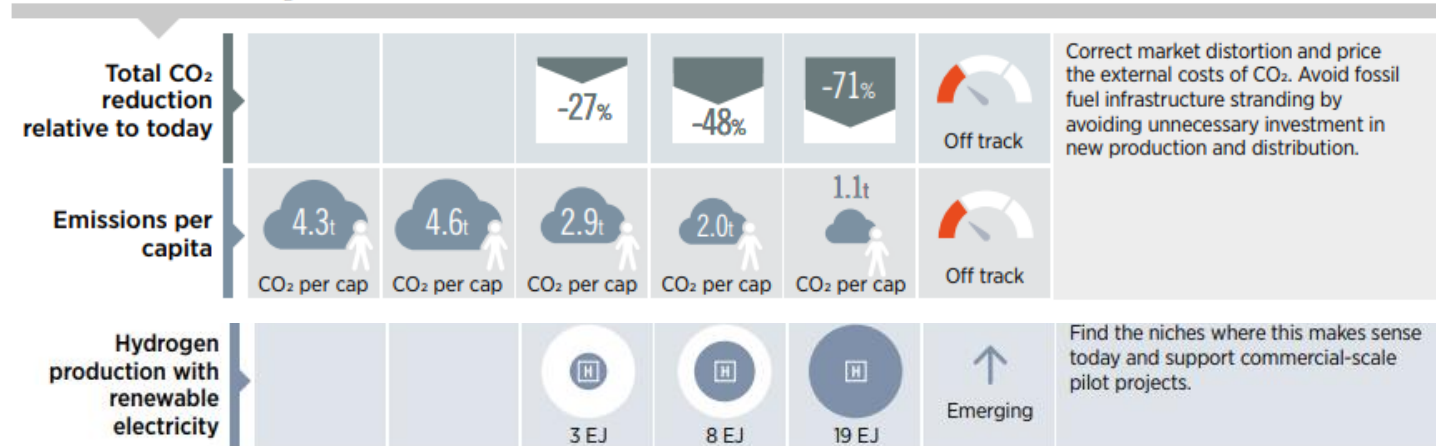 Total CO₂
reduction
relative to today
-27%
-48%
-71%
Off track
Correct market distortion and price
the external costs of CO₂. Avoid fossil
fuel infrastructure stranding by
avoiding unnecessary investment in
new production and distribution.
Emissions per
capita
4.3t
CO₂ per cap
4.6t
CO₂ per cap
2.9t
CO₂ per cap
2.0t
CO₂ per cap
1.1t
CO₂ per cap
Off track
Hydrogen
production with
renewable
electricity
H
3 EJ
H
8 EJ
H
19 EJ
Emerging
Find the niches where this makes sense
today and support commercial-scale
pilot projects.